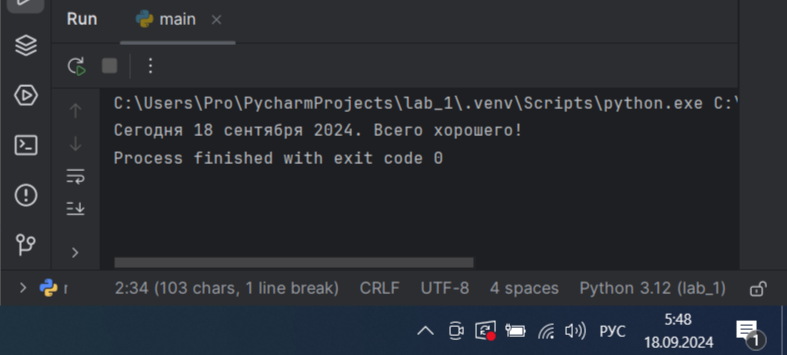 Run main
C:\Users\Pro\PycharmProjects\lab_1\.venv\Scripts\python.exe C:\
Сегодня 18 сентября 2024. Всего хорошего!
Process finished with exit code 0
2:34 (103 chars, 1 line break) CRLF UTF-8 4 spaces Python 3.12 (lab_1)
РУС
5:48
18.09.2024
1